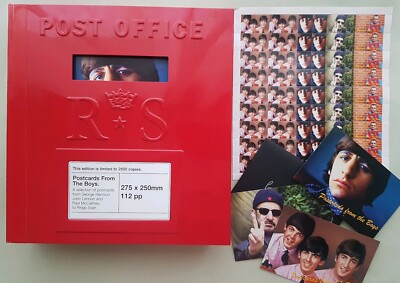 POST OFFICE
R S
This edition is limited to 2500 copies.
Postcards From
The Boys.
A selection of postcards
from George Harrison
John Lennon and
Paul McCartney
to Ringo Starr
275 x 250mm
112 pp
Postcards from the Boys